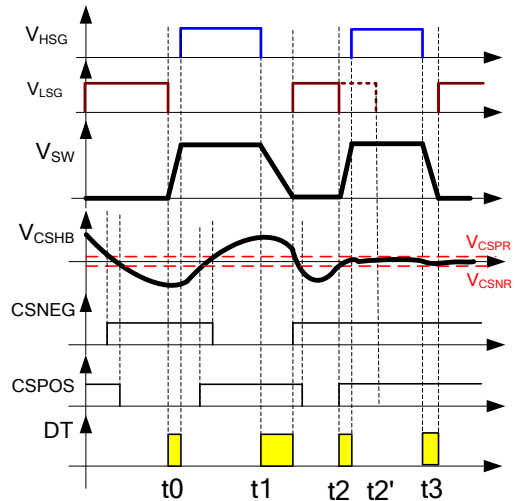 VHSG
VLSG
VSW
VCSHB
VCSPR
VCSNR
CSNEG
CSPOS
DT
t0 t1 t2 t2' t3